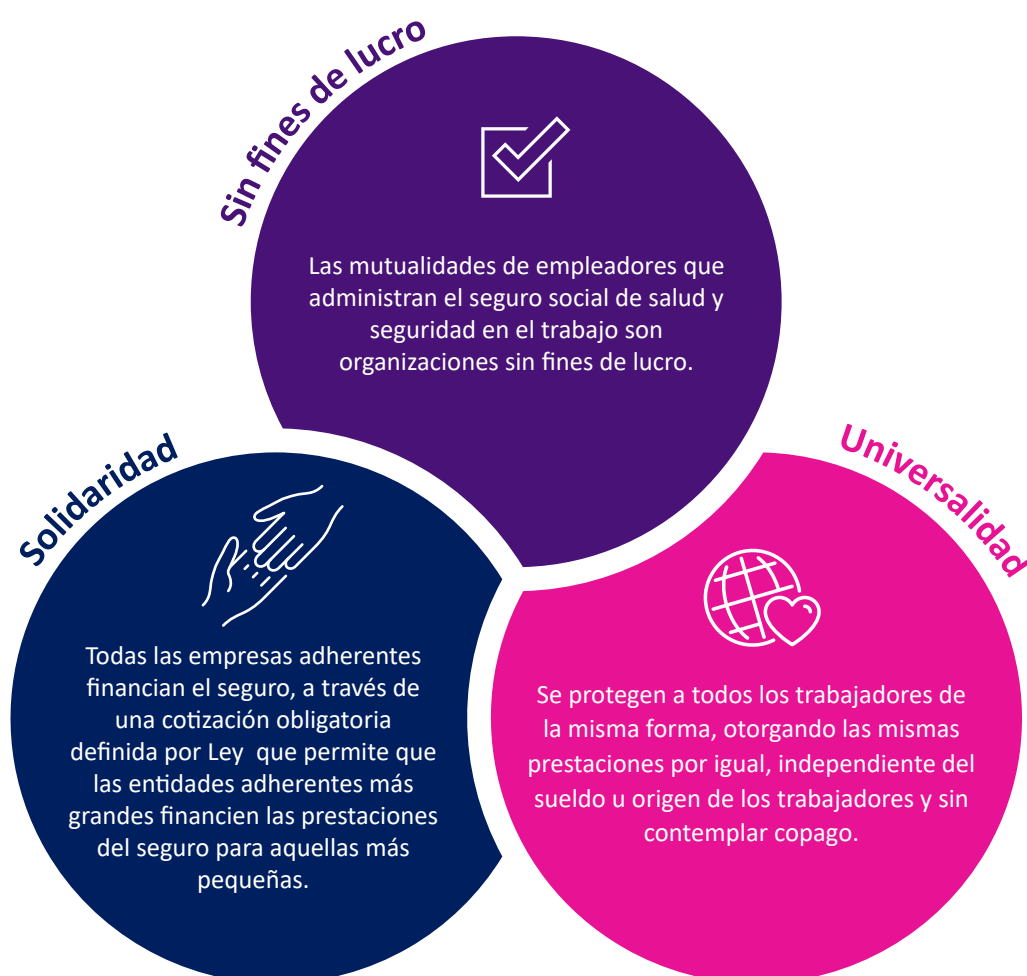 Sin fines de lucro
Las mutualidades de empleadores que
administran el seguro social de salud y
seguridad en el trabajo son
organizaciones sin fines de lucro.
Solidaridad
Todas las empresas adherentes
financian el seguro, a través de
una cotización obligatoria
definida por Ley  que permite que
las entidades adherentes más
grandes financien las prestaciones
del seguro para aquellas más
pequeñas.
Universalidad
Se protegen a todos los trabajadores de
la misma forma, otorgando las mismas
prestaciones por igual, independiente del
sueldo u origen de los trabajadores y sin
contemplar copago.